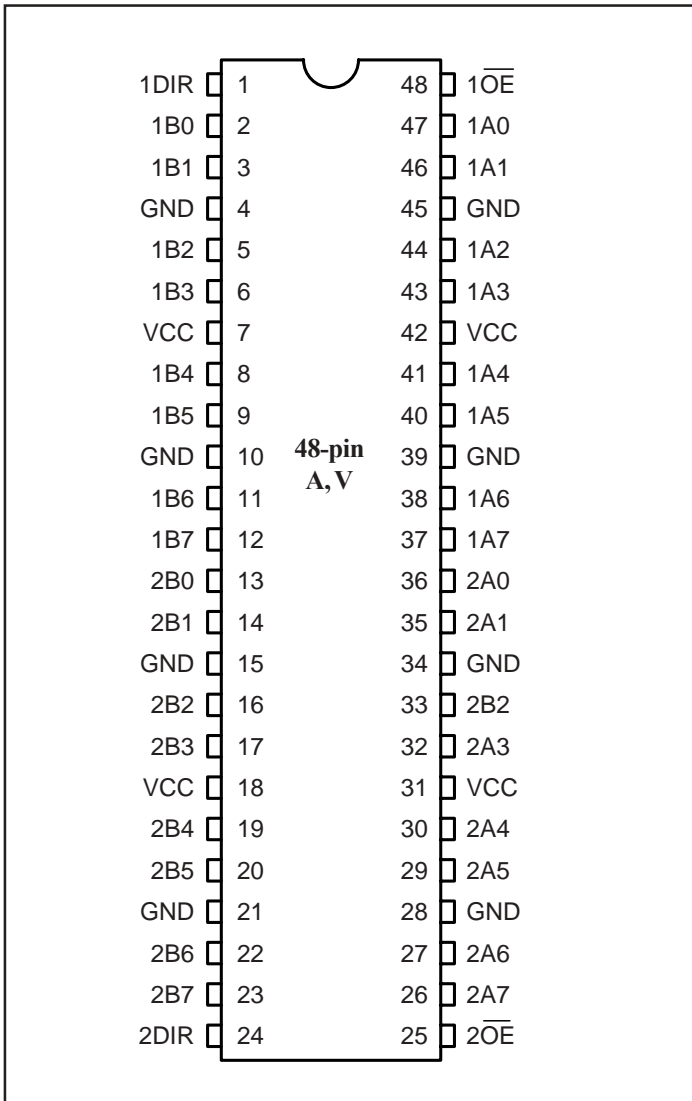 1DIR 1 48 1O̅E̅
1B0 2 47 1A0
1B1 3 46 1A1
GND 4 45 GND
1B2 5 44 1A2
1B3 6 43 1A3
VCC 7 42 VCC
1B4 8 41 1A4
1B5 9 40 1A5
GND 10 48-pin 39 GND
A, V
1B6 11 38 1A6
1B7 12 37 1A7
2B0 13 36 2A0
2B1 14 35 2A1
GND 15 34 GND
2B2 16 33 2B2
2B3 17 32 2A3
VCC 18 31 VCC
2B4 19 30 2A4
2B5 20 29 2A5
GND 21 28 GND
2B6 22 27 2A6
2B7 23 26 2A7
2DIR 24 25 2O̅E̅